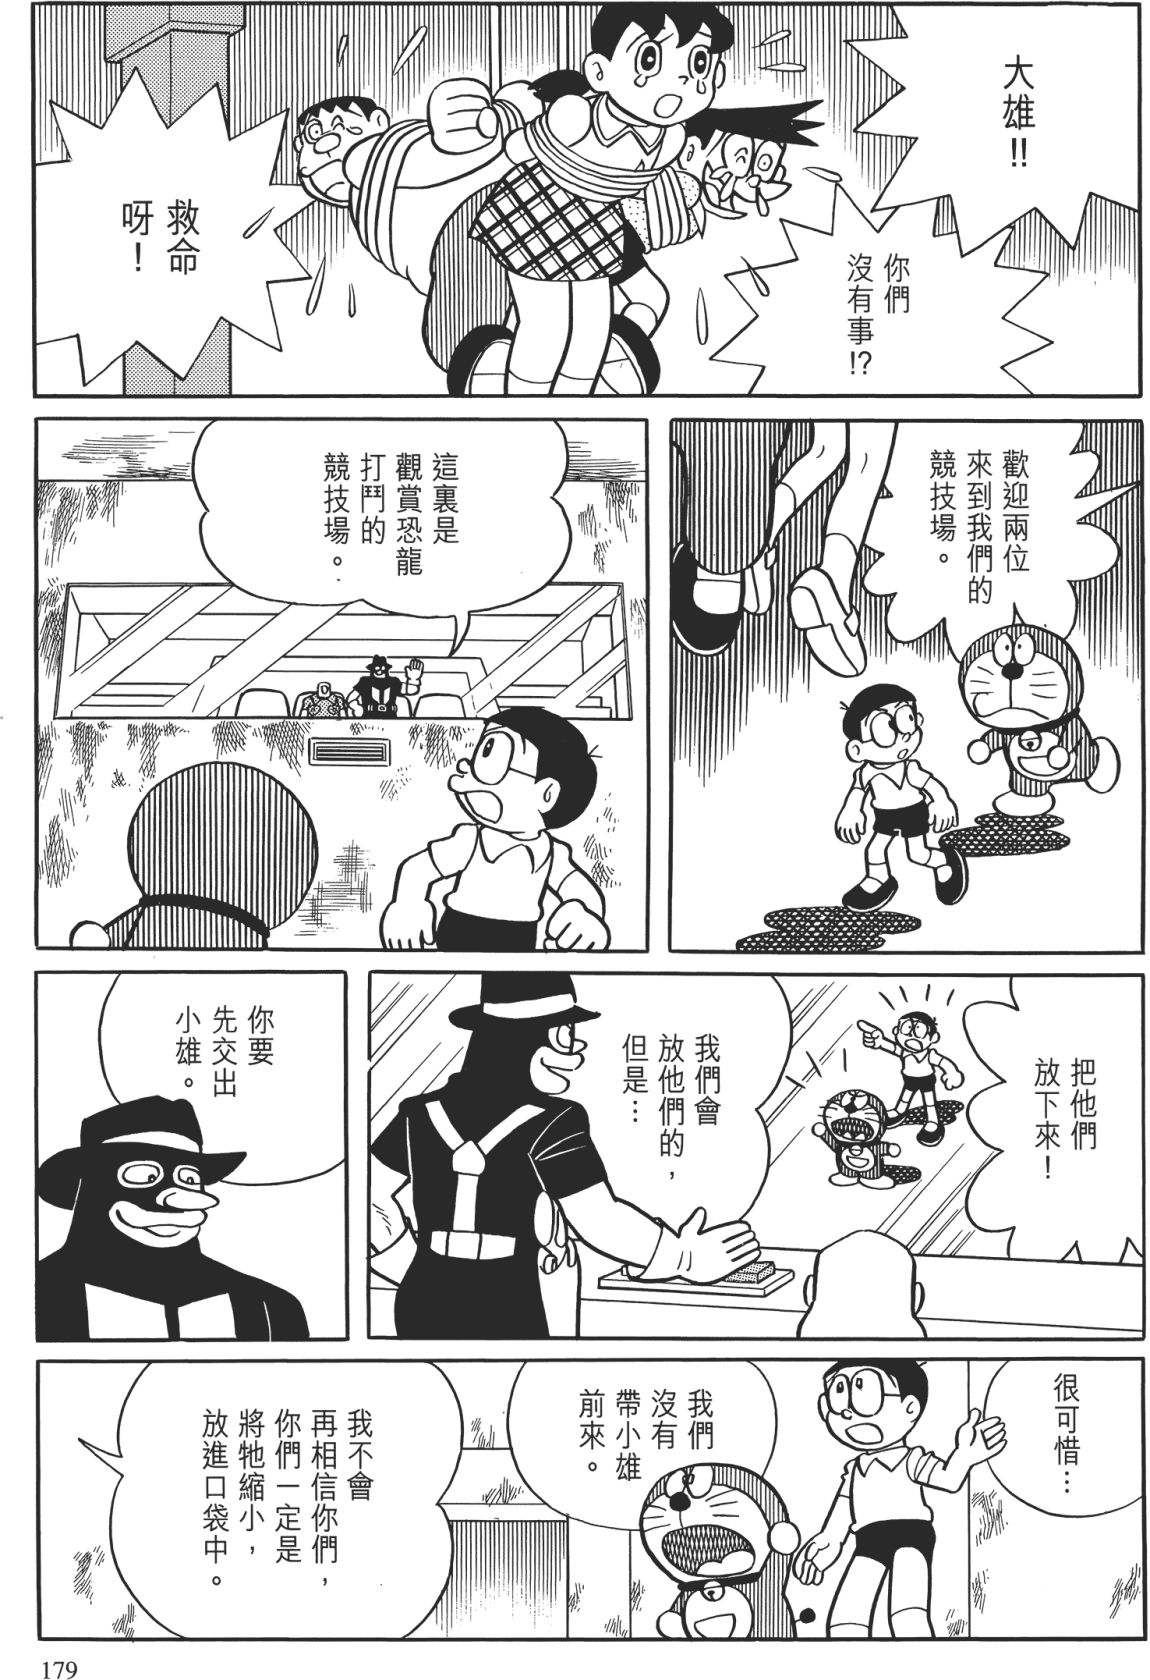 大雄!!
你們
沒有事!?
救命
呀！
歡迎兩位
來到我們的
競技場。
這裏是
觀賞恐龍
打鬥的
競技場。
把他們
放下來！
我們會
放他們的，
但是…
你要
先交出
小雄。
很可惜…
我們
沒有
帶小雄
前來。
我不會
再相信你們，
你們一定是
將牠縮小，
放進口袋中。
179